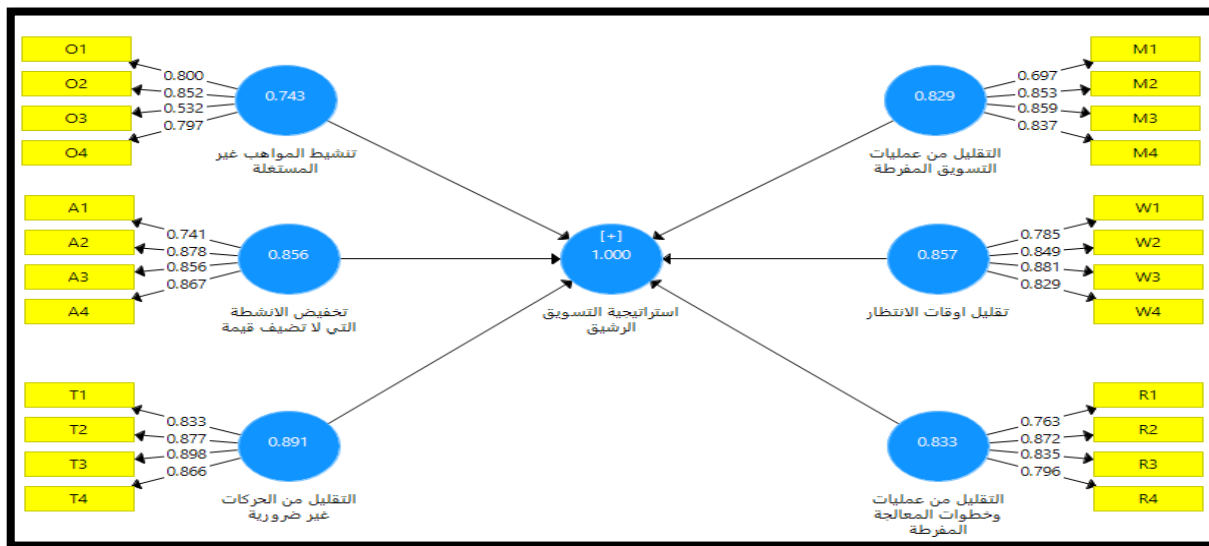 O1
O2
O3
O4
0.800
0.852
0.532
0.797
0.743
تنشيط المواهب غير
المستغلة
A1
A2
A3
A4
0.741
0.878
0.856
0.867
0.856
تخفيض الانشطة
التي لا تضيف قيمة
T1
T2
T3
T4
0.833
0.877
0.898
0.866
0.891
التقليل من الحركات
غير ضرورية
[+]
1.000
استراتيجية التسويق
الرشيق
M1
M2
M3
M4
0.697
0.853
0.859
0.837
0.829
التقليل من عمليات
التسويق المفرطة
W1
W2
W3
W4
0.785
0.849
0.881
0.829
0.857
تقليل اوقات الانتظار
R1
R2
R3
R4
0.763
0.872
0.835
0.796
0.833
التقليل من عمليات
وخطوات المعالجة
المفرطة